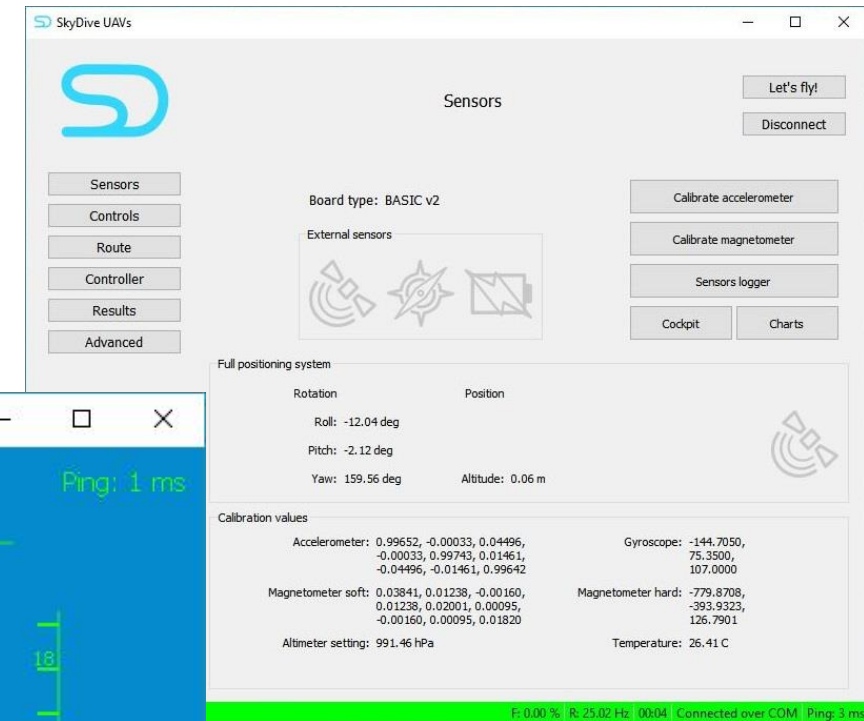 SkyDive UAVs
Sensors
Let's fly!
Disconnect
Sensors
Controls
Route
Controller
Results
Advanced
Board type: BASIC v2
External sensors
Calibrate accelerometer
Calibrate magnetometer
Sensors logger
Cockpit
Charts
Full positioning system
Rotation
Position
Roll: -12.04 deg
Pitch: -2.12 deg
Yaw: 159.56 deg
Altitude: 0.06 m
Calibration values
Accelerometer: 0.99652, -0.00033, 0.04496,
-0.00033, 0.99743, 0.01461,
-0.04496, -0.01461, 0.99642
Gyroscope: -144.7050,
75.3500,
107.0000
Magnetometer soft: 0.03841, 0.01238, -0.00160,
0.01238, 0.02001, 0.00095,
-0.00160, 0.00095, 0.01820
Magnetometer hard: -779.8708,
-393.9323,
126.7901
Altimeter setting: 991.46 hPa
Temperature: 26.41 C
F: 0.00 % R: 25.02 Hz 00:04 Connected over COM Ping: 3 ms
Ping: 1 ms
18